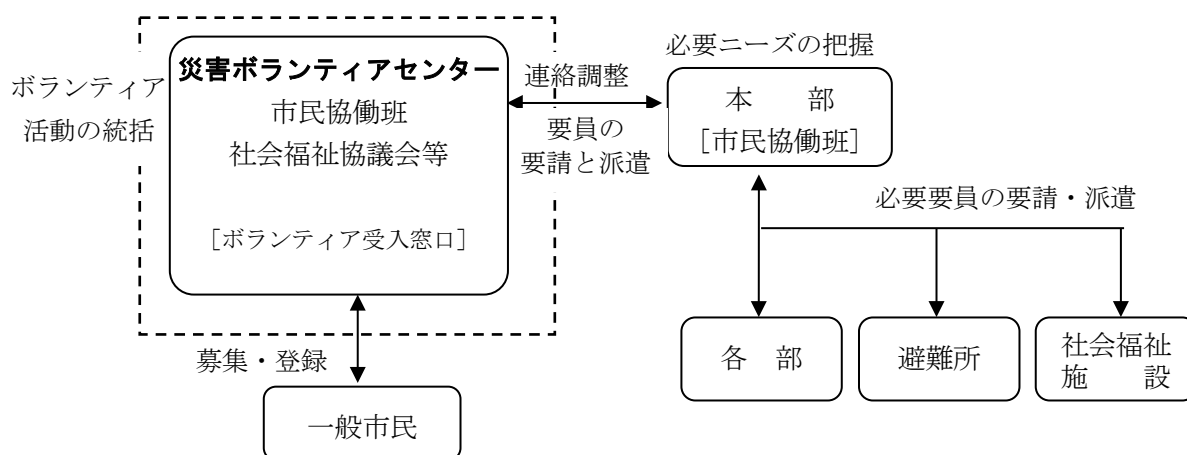 ボランティア
活動の統括
災害ボランティアセンター
市民協働班
社会福祉協議会等
［ボランティア受入窓口］
連絡調整
要員の
要請と派遣
必要ニーズの把握
本　　部
［市民協働班］
必要要員の要請・派遣
各　部
避難所
社会福祉
施　　設
募集・登録
一般市民